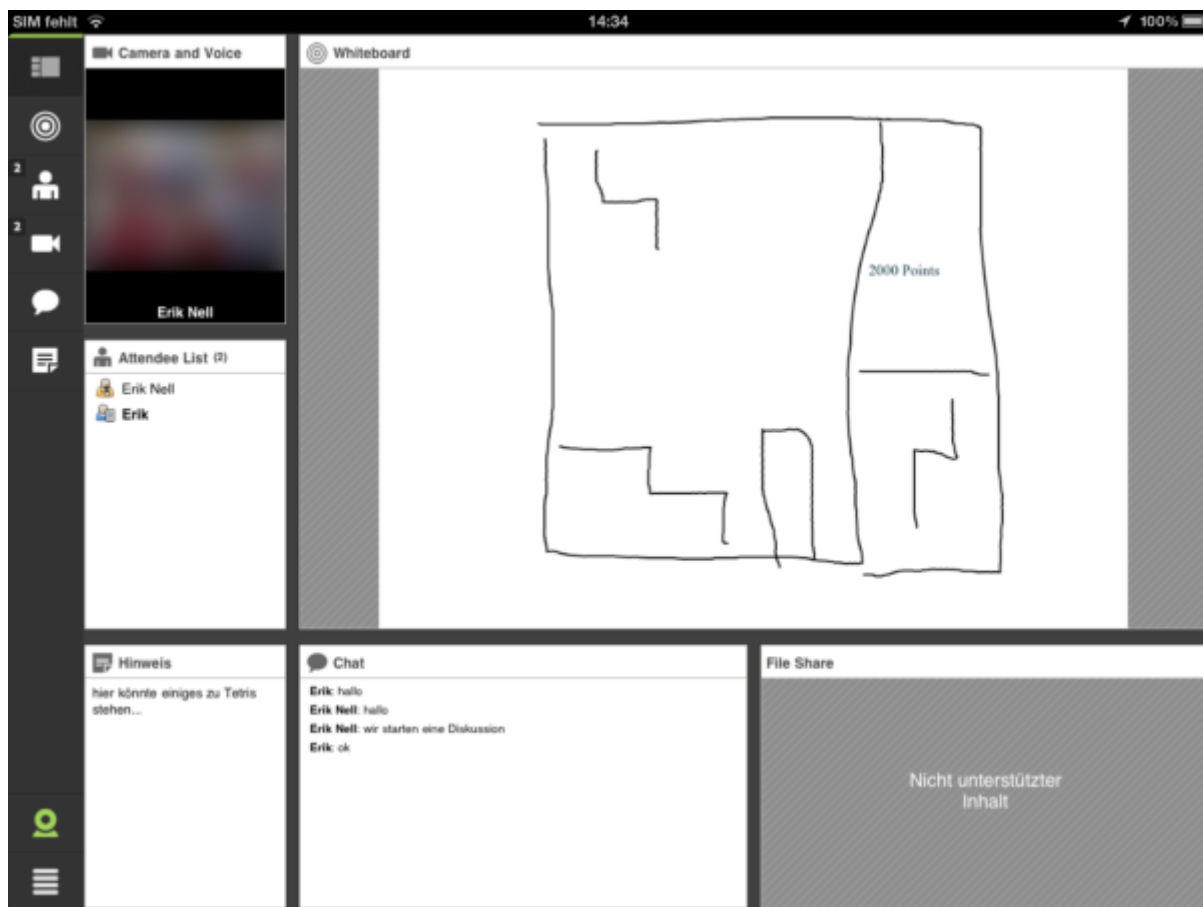 SIM fehlt 14:34 100%
Camera and Voice
Erik Nell
2
2
Attendee List (2)
Erik Nell
Erik
Whiteboard
2000 Points
Hinweis
hier könnte einiges zu Tetris
stehen...
Chat
Erik: hallo
Erik Nell: hallo
Erik Nell: wir starten eine Diskussion
Erik: ok
File Share
Nicht unterstützter
Inhalt